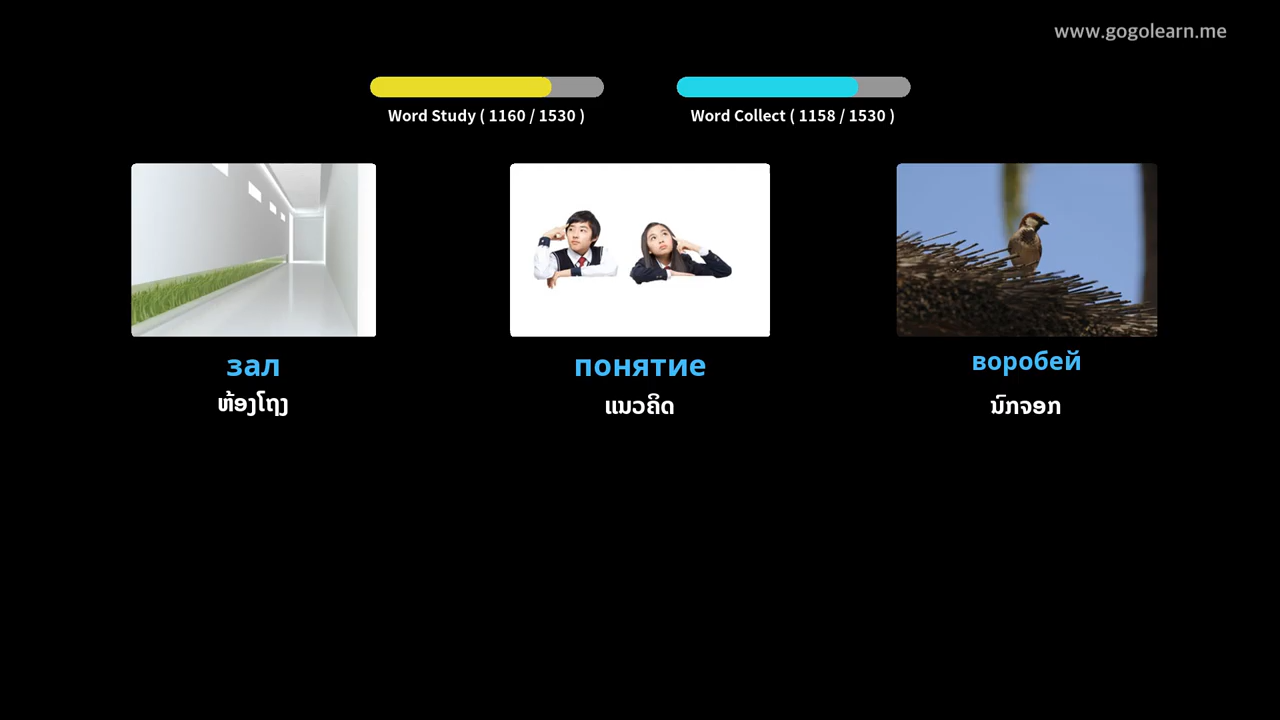 www.gogolearn.me
Word Study ( 1160 / 1530 )
Word Collect ( 1158 / 1530 )
зал
понятие
воробей
ຫ້ອງໂຖງ
ແນວຄິດ
ນົກຈອກ